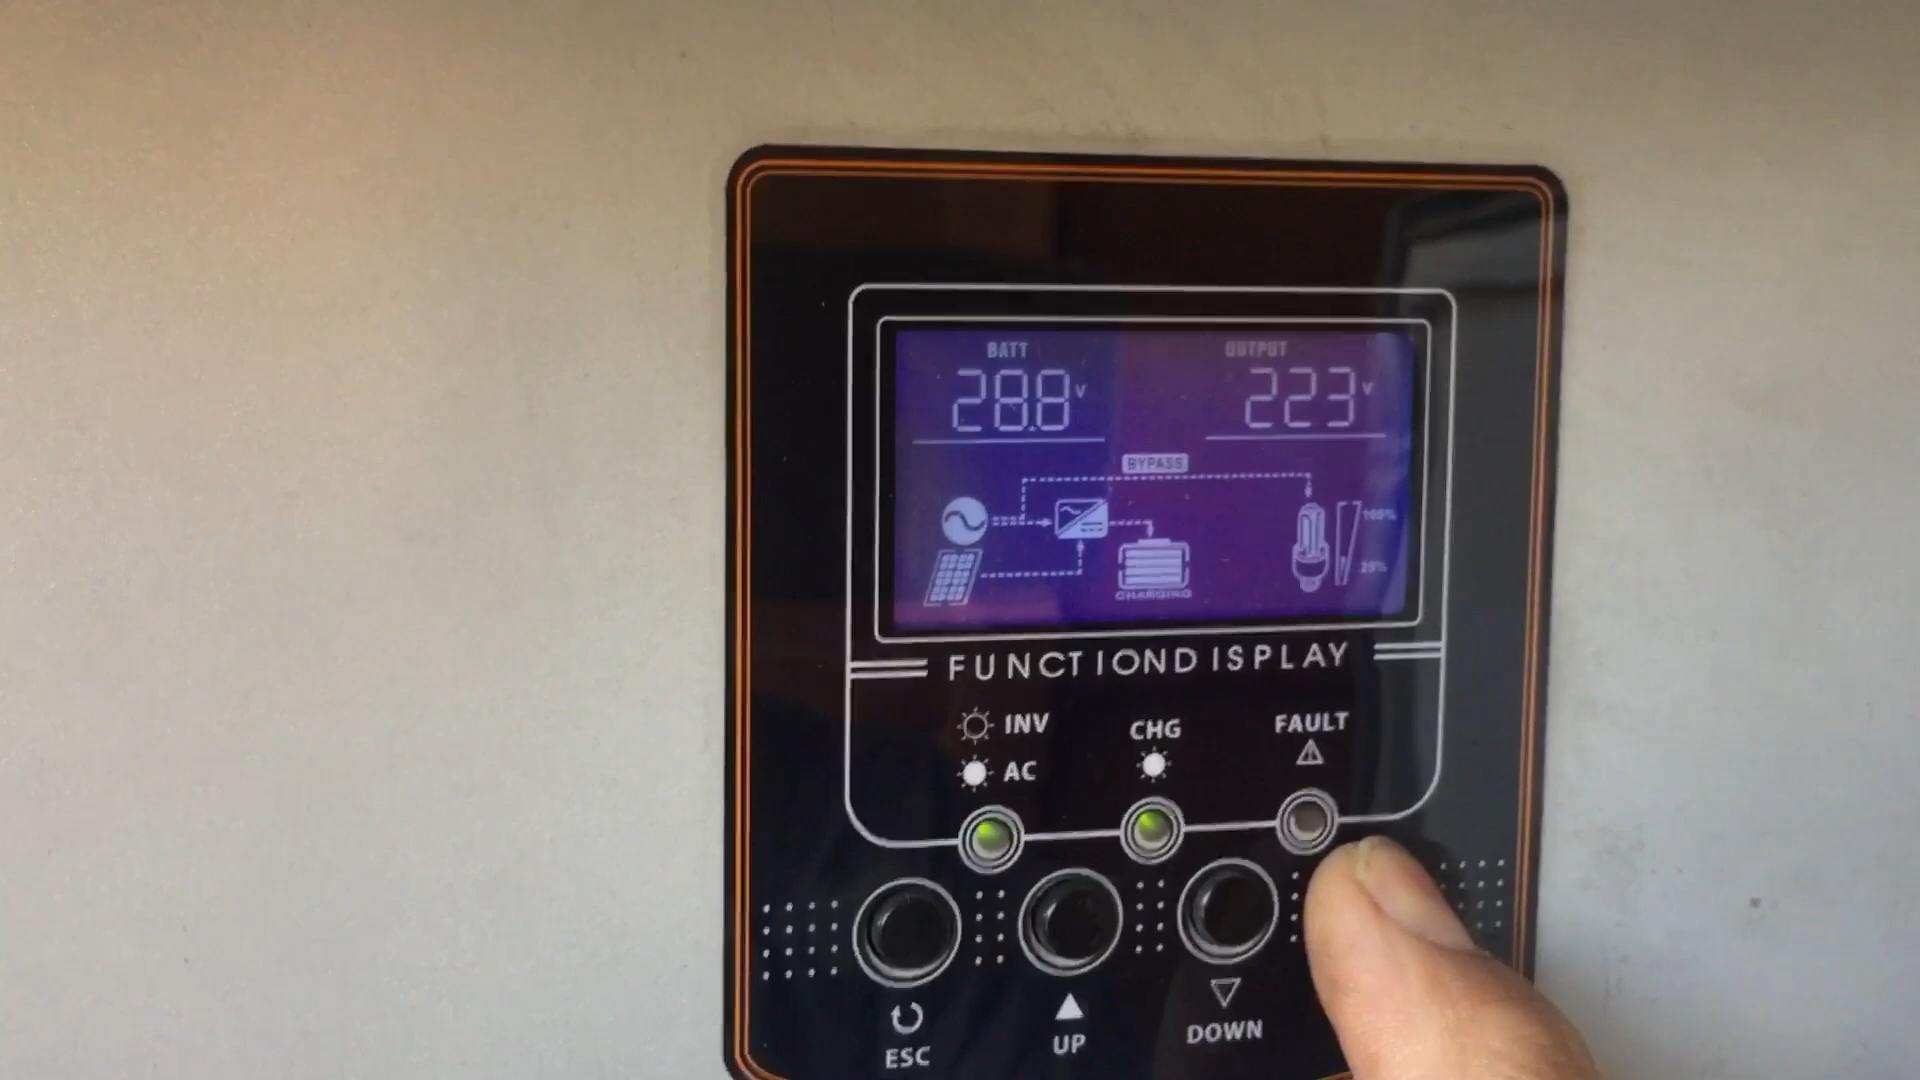 BATT OUTPUT
28.8V 223V
BYPASS
100%
25%
CHARGING
FUNCTIONDISPLAY
INV CHG FAULT
AC
ESC UP DOWN